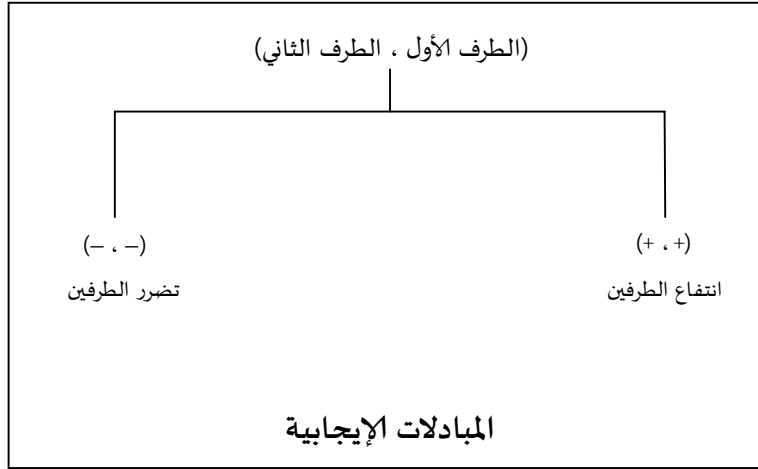 (الطرف الأول ، الطرف الثاني)
(+ ، +)
انتفاع الطرفين
(– ، –)
تضرر الطرفين
المبادلات الإيجابية